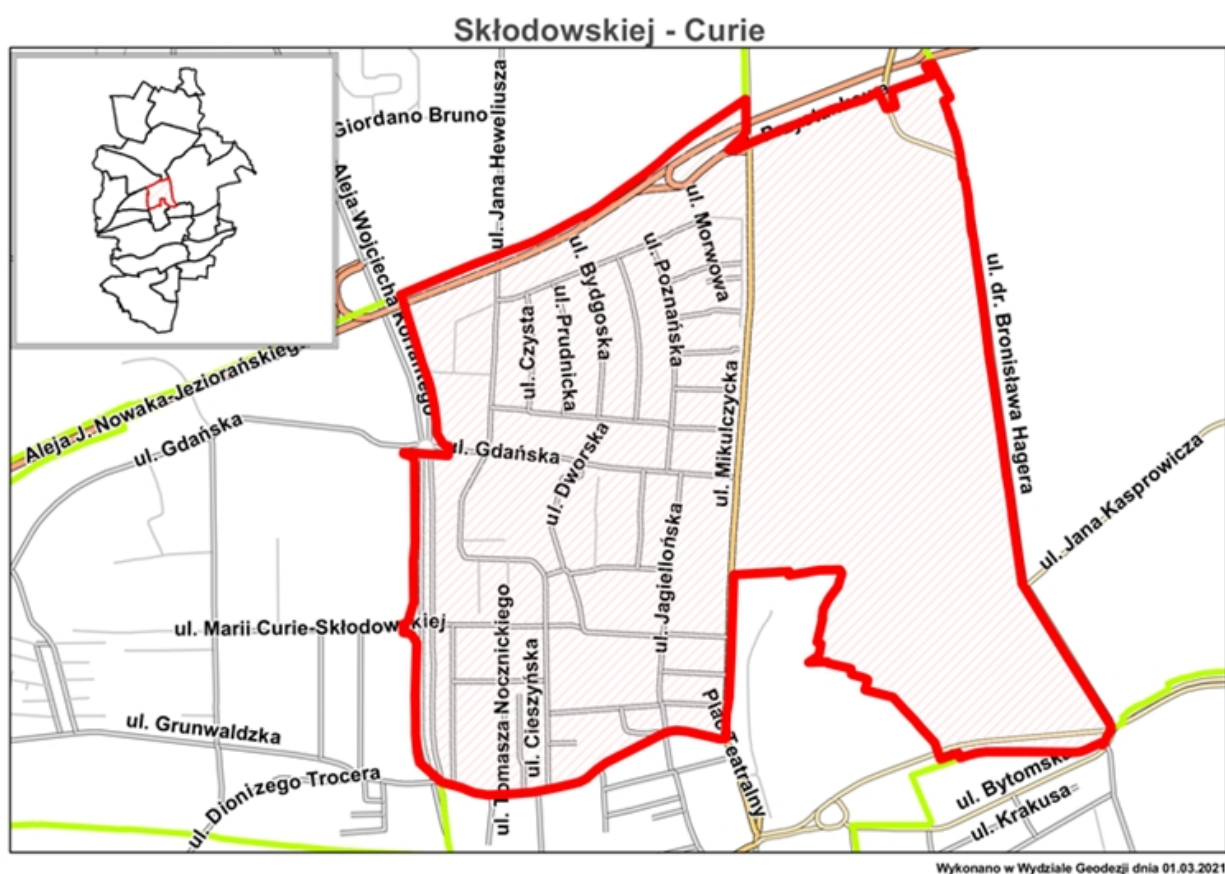 Skłodowskiej - Curie
Giordano Bruno
ul. Jana Heweliusza
Aleja Wojciecha Korfantego
ul. Morwowa
ul. Bydgoska
ul. Poznańska
ul. Czysta
ul. Prudnicka
ul. dr. Bronisława Hagera
Aleja J. Nowaka-Jeziorańskiego
ul. Gdańska
ul. Gdańska
ul. Dworska
ul. Mikulczycka
ul. Jana Kasprowicza
ul. Jagiellońska
ul. Marii Curie-Skłodowskiej
ul. Tomasza Nocznickiego
ul. Cieszyńska
Plac Teatralny
ul. Grunwaldzka
ul. Dionizego Trocera
ul. Bytomska
ul. Krakusa
Wykonano w Wydziale Geodezji dnia 01.03.2021